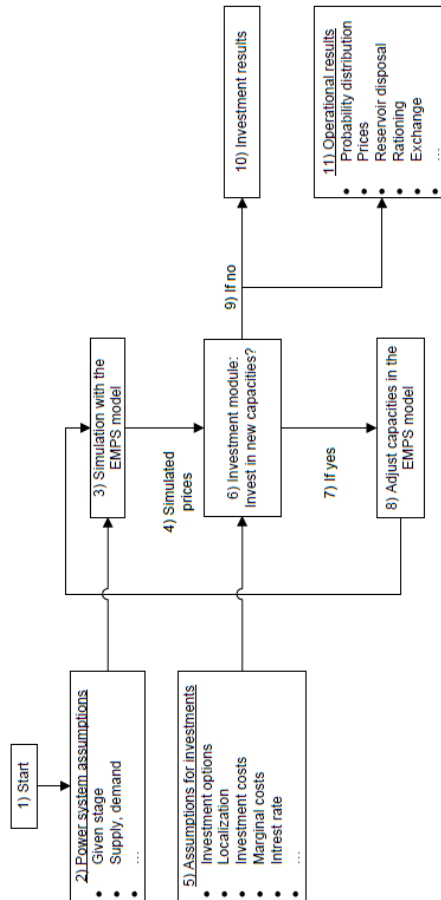 1) Start
2) Power system assumptions
• Given stage
• Supply, demand
• ...
3) Simulation with the
EMPS model
4) Simulated
prices
5) Assumptions for investments
• Investment options
• Localization
• Investment costs
• Marginal costs
• Intrest rate
• ...
6) Investment module:
Invest in new capacities?
7) If yes
8) Adjust capacities in the
EMPS model
9) If no
10) Investment results
11) Operational results
• Probability distribution
• Prices
• Reservoir disposal
• Rationing
• Exchange
• ...